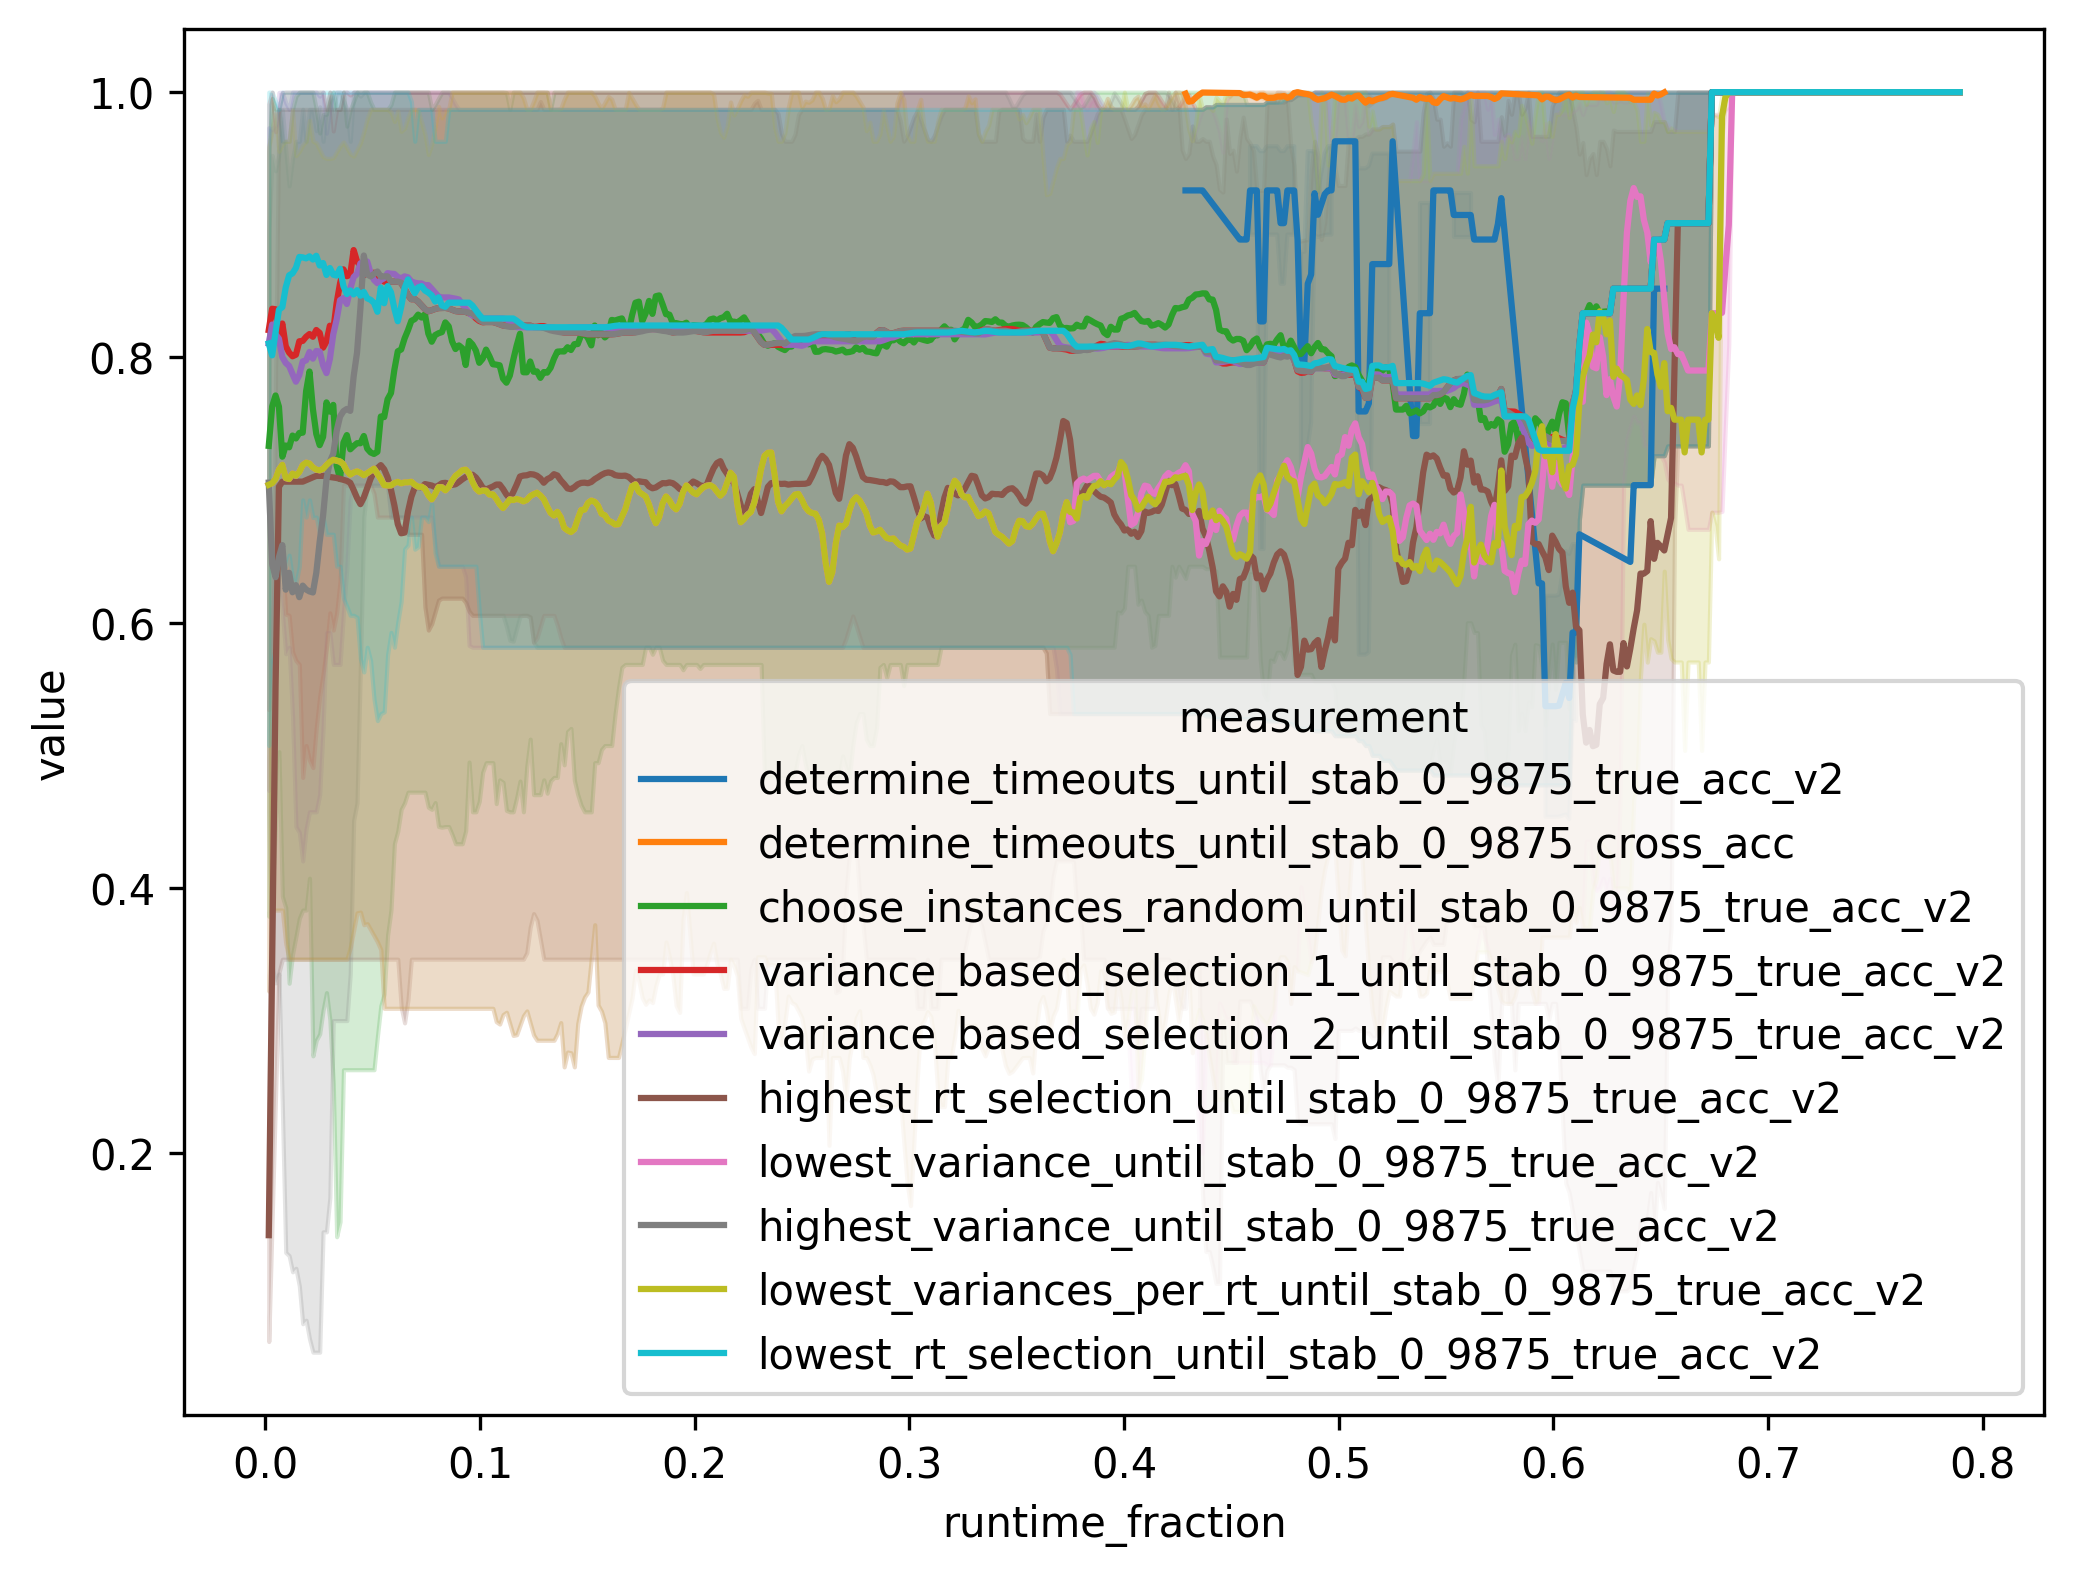 1.0
0.8
0.6
0.4
0.2
value
measurement
determine_timeouts_until_stab_0_9875_true_acc_v2
determine_timeouts_until_stab_0_9875_cross_acc
choose_instances_random_until_stab_0_9875_true_acc_v2
variance_based_selection_1_until_stab_0_9875_true_acc_v2
variance_based_selection_2_until_stab_0_9875_true_acc_v2
highest_rt_selection_until_stab_0_9875_true_acc_v2
lowest_variance_until_stab_0_9875_true_acc_v2
highest_variance_until_stab_0_9875_true_acc_v2
lowest_variances_per_rt_until_stab_0_9875_true_acc_v2
lowest_rt_selection_until_stab_0_9875_true_acc_v2
0.0 0.1 0.2 0.3 0.4 0.5 0.6 0.7 0.8
runtime_fraction